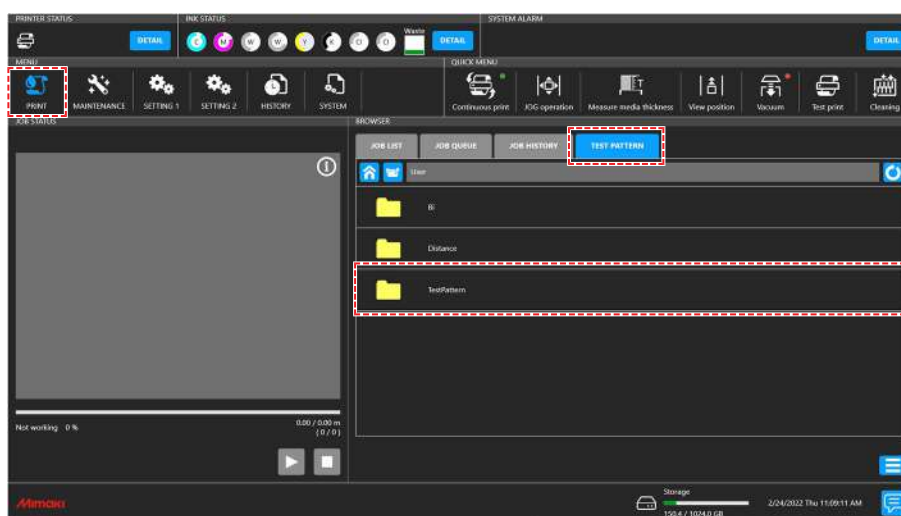 PRINTER STATUS
INK STATUS
SYSTEM ALARM
DETAIL
C M W W Y K Cl Cl
Waste
DETAIL
DETAIL
MENU
QUICK MENU
PRINT
MAINTENANCE
SETTING 1
SETTING 2
HISTORY
SYSTEM
Continuous print
JOG operation
Measure media thickness
View position
Vacuum
Test print
Cleaning
JOB STATUS
BROWSER
JOB LIST
JOB QUEUE
JOB HISTORY
TEST PATTERN
User
Bi
Distance
TestPattern
Not working 0 %
0.00 / 0.00 m
( 0 / 0 )
Mimaki
Storage
150.4 / 1024.0 GB
2/24/2022 Thu 11:09:11 AM